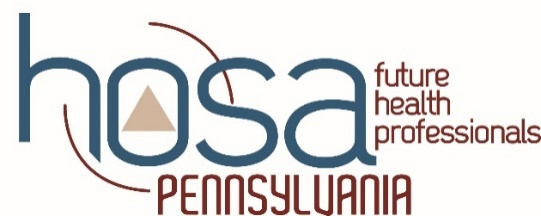 hosa
future
health
professionals
PENNSYLVANIA